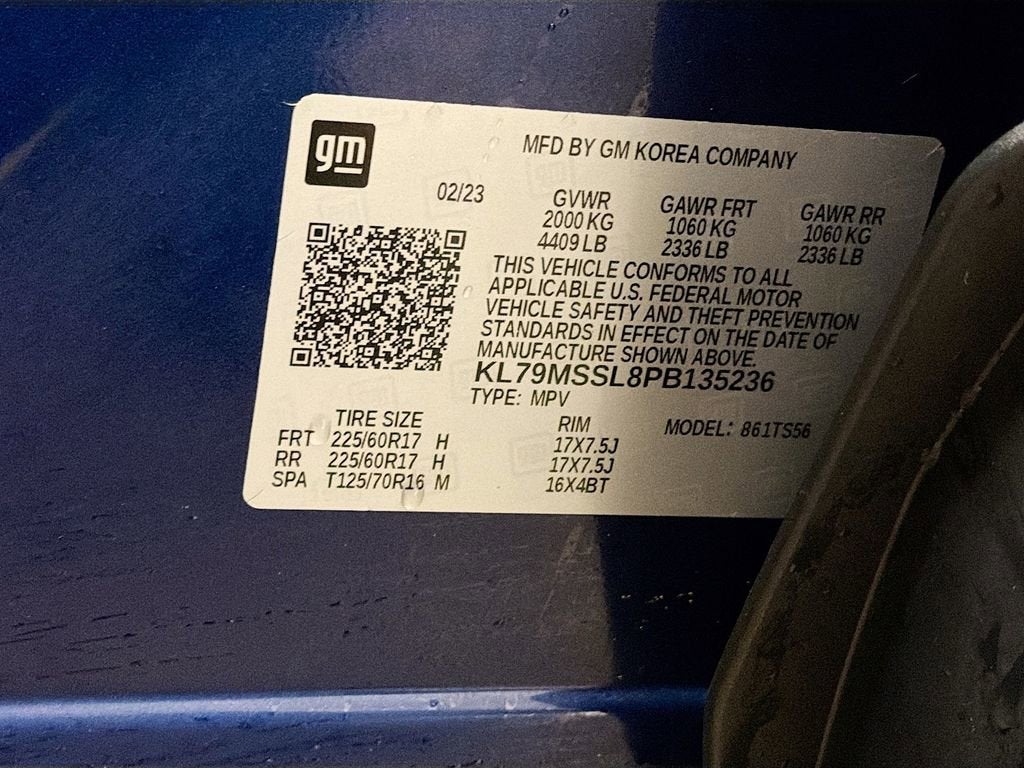 gm
MFD BY GM KOREA COMPANY
02/23 GVWR GAWR FRT GAWR RR
2000 KG 1060 KG 1060 KG
4409 LB 2336 LB 2336 LB
THIS VEHICLE CONFORMS TO ALL
APPLICABLE U.S. FEDERAL MOTOR
VEHICLE SAFETY AND THEFT PREVENTION
STANDARDS IN EFFECT ON THE DATE OF
MANUFACTURE SHOWN ABOVE.
KL79MSSL8PB135236
TYPE: MPV
TIRE SIZE RIM MODEL: 861TS56
FRT 225/60R17 H 17X7.5J
RR 225/60R17 H 17X7.5J
SPA T125/70R16 M 16X4BT